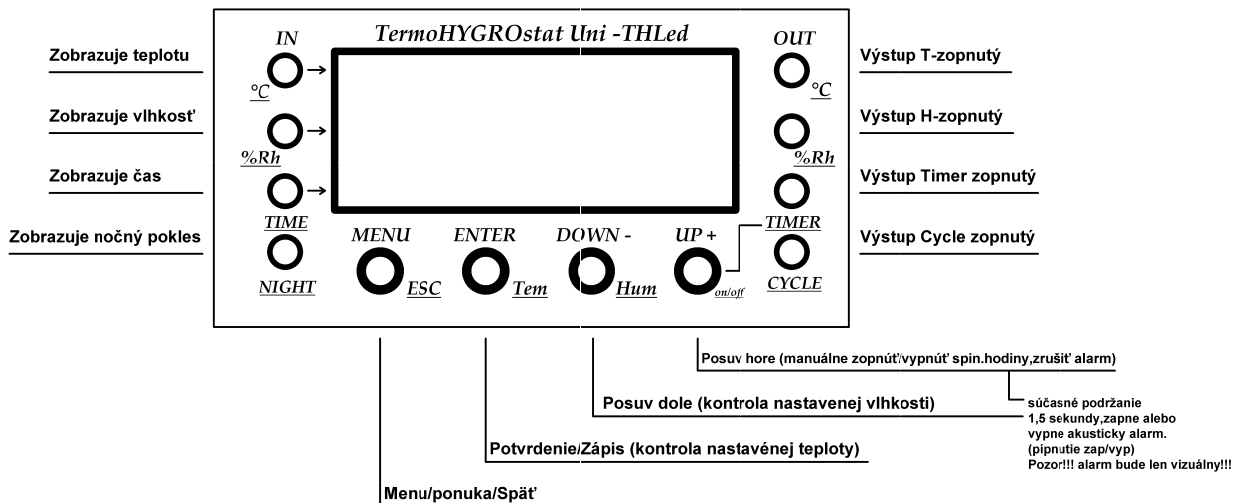 TermoHYGROstat Uni -THLed
IN
OUT
Zobrazuje teplotu
°C
°C
Výstup T-zopnutý
Zobrazuje vlhkosť
%Rh
%Rh
Výstup H-zopnutý
Zobrazuje čas
TIME
TIMER
Výstup Timer zopnutý
Zobrazuje nočný pokles
NIGHT
CYCLE
Výstup Cycle zopnutý
MENU
ENTER
DOWN -
UP +
ESC
Tem
Hum
on/off
Posuv hore (manuálne zopnúť/vypnúť spin.hodiny,zrušiť alarm)
súčasné podržanie
1,5 sekundy,zapne alebo
vypne akusticky alarm.
(pípnutie zap/vyp)
Pozor!!! alarm bude len vizuálny!!!
Posuv dole (kontrola nastavenej vlhkosti)
Potvrdenie/Zápis (kontrola nastavénej teploty)
Menu/ponuka/Späť